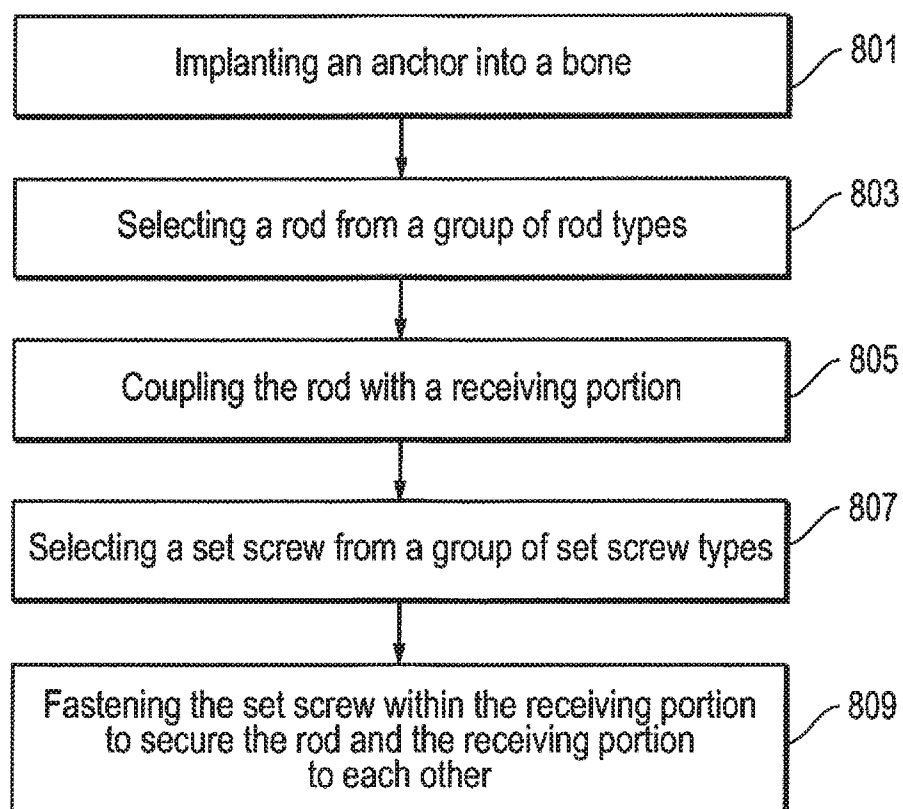 Implanting an anchor into a bone
801
Selecting a rod from a group of rod types
803
Coupling the rod with a receiving portion
805
Selecting a set screw from a group of set screw types
807
Fastening the set screw within the receiving portion
to secure the rod and the receiving portion
to each other
809